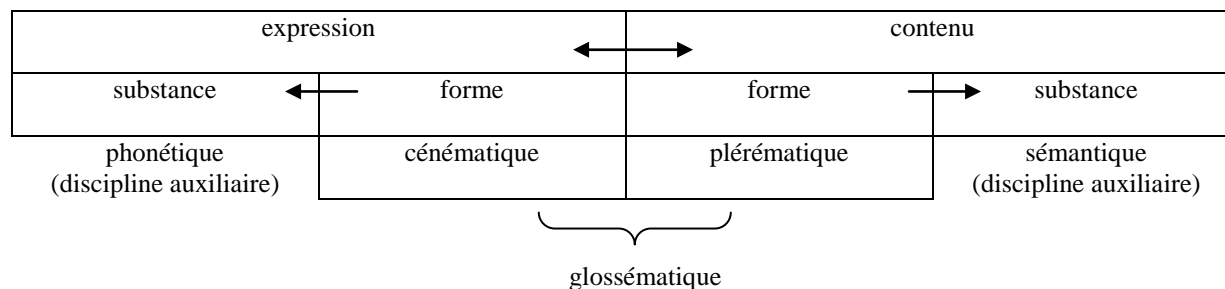 expression contenu
substance forme forme substance
phonétique cénématique plérématique sémantique
(discipline auxiliaire) (discipline auxiliaire)
glossématique